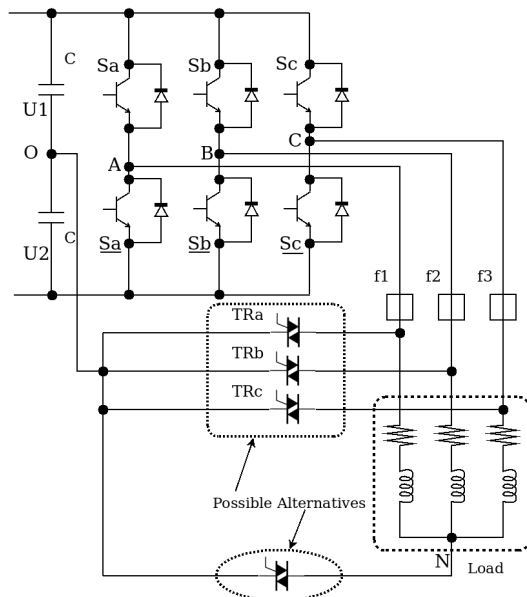 C
Sa
Sb
Sc
U1
O
A
B
C
C
U2
Sa
Sb
Sc
f1
f2
f3
TRa
TRb
TRc
Possible Alternatives
N
Load